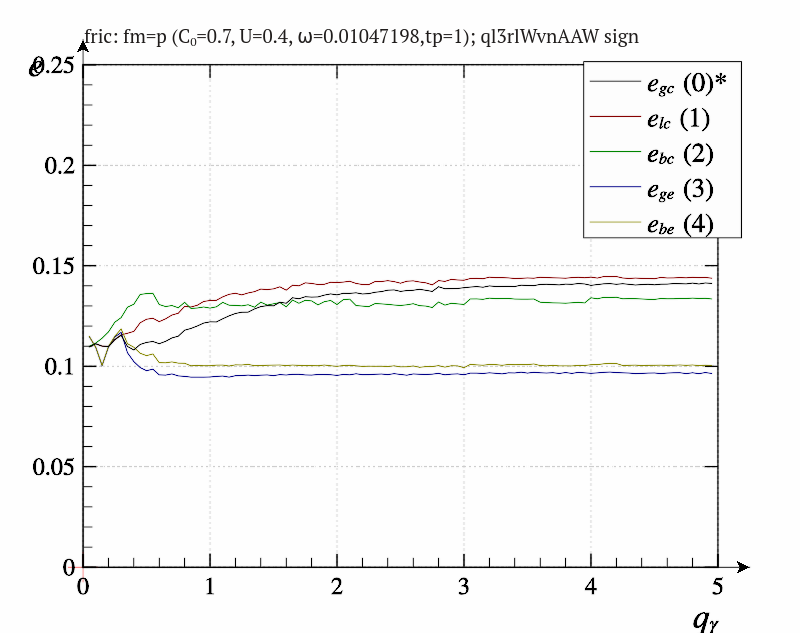 fric: fm=p (C₀=0.7, U=0.4, ω=0.01047198,tp=1); ql3rlWvnAAW sign
e
0.25
e_gc (0)*
e_lc (1)
e_bc (2)
e_ge (3)
e_be (4)
0.2
0.15
0.1
0.05
0
0 1 2 3 4 5
q_γ